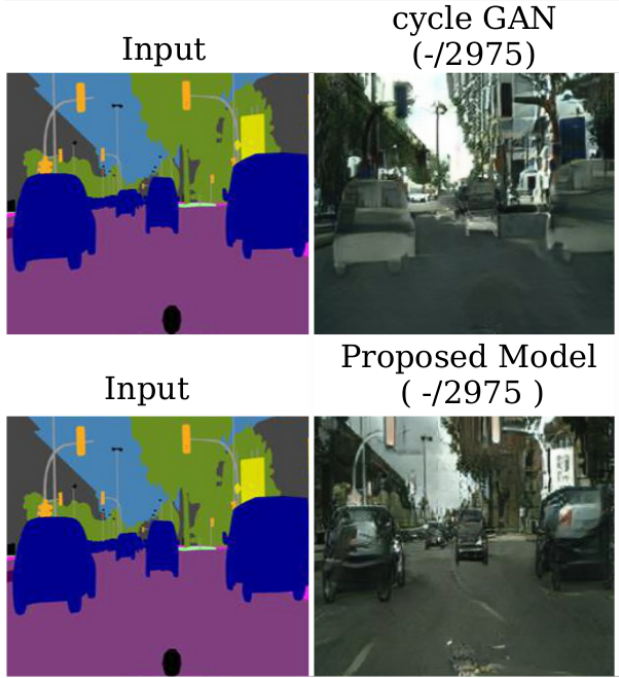 Input
cycle GAN
(-/2975)
Input
Proposed Model
( -/2975 )